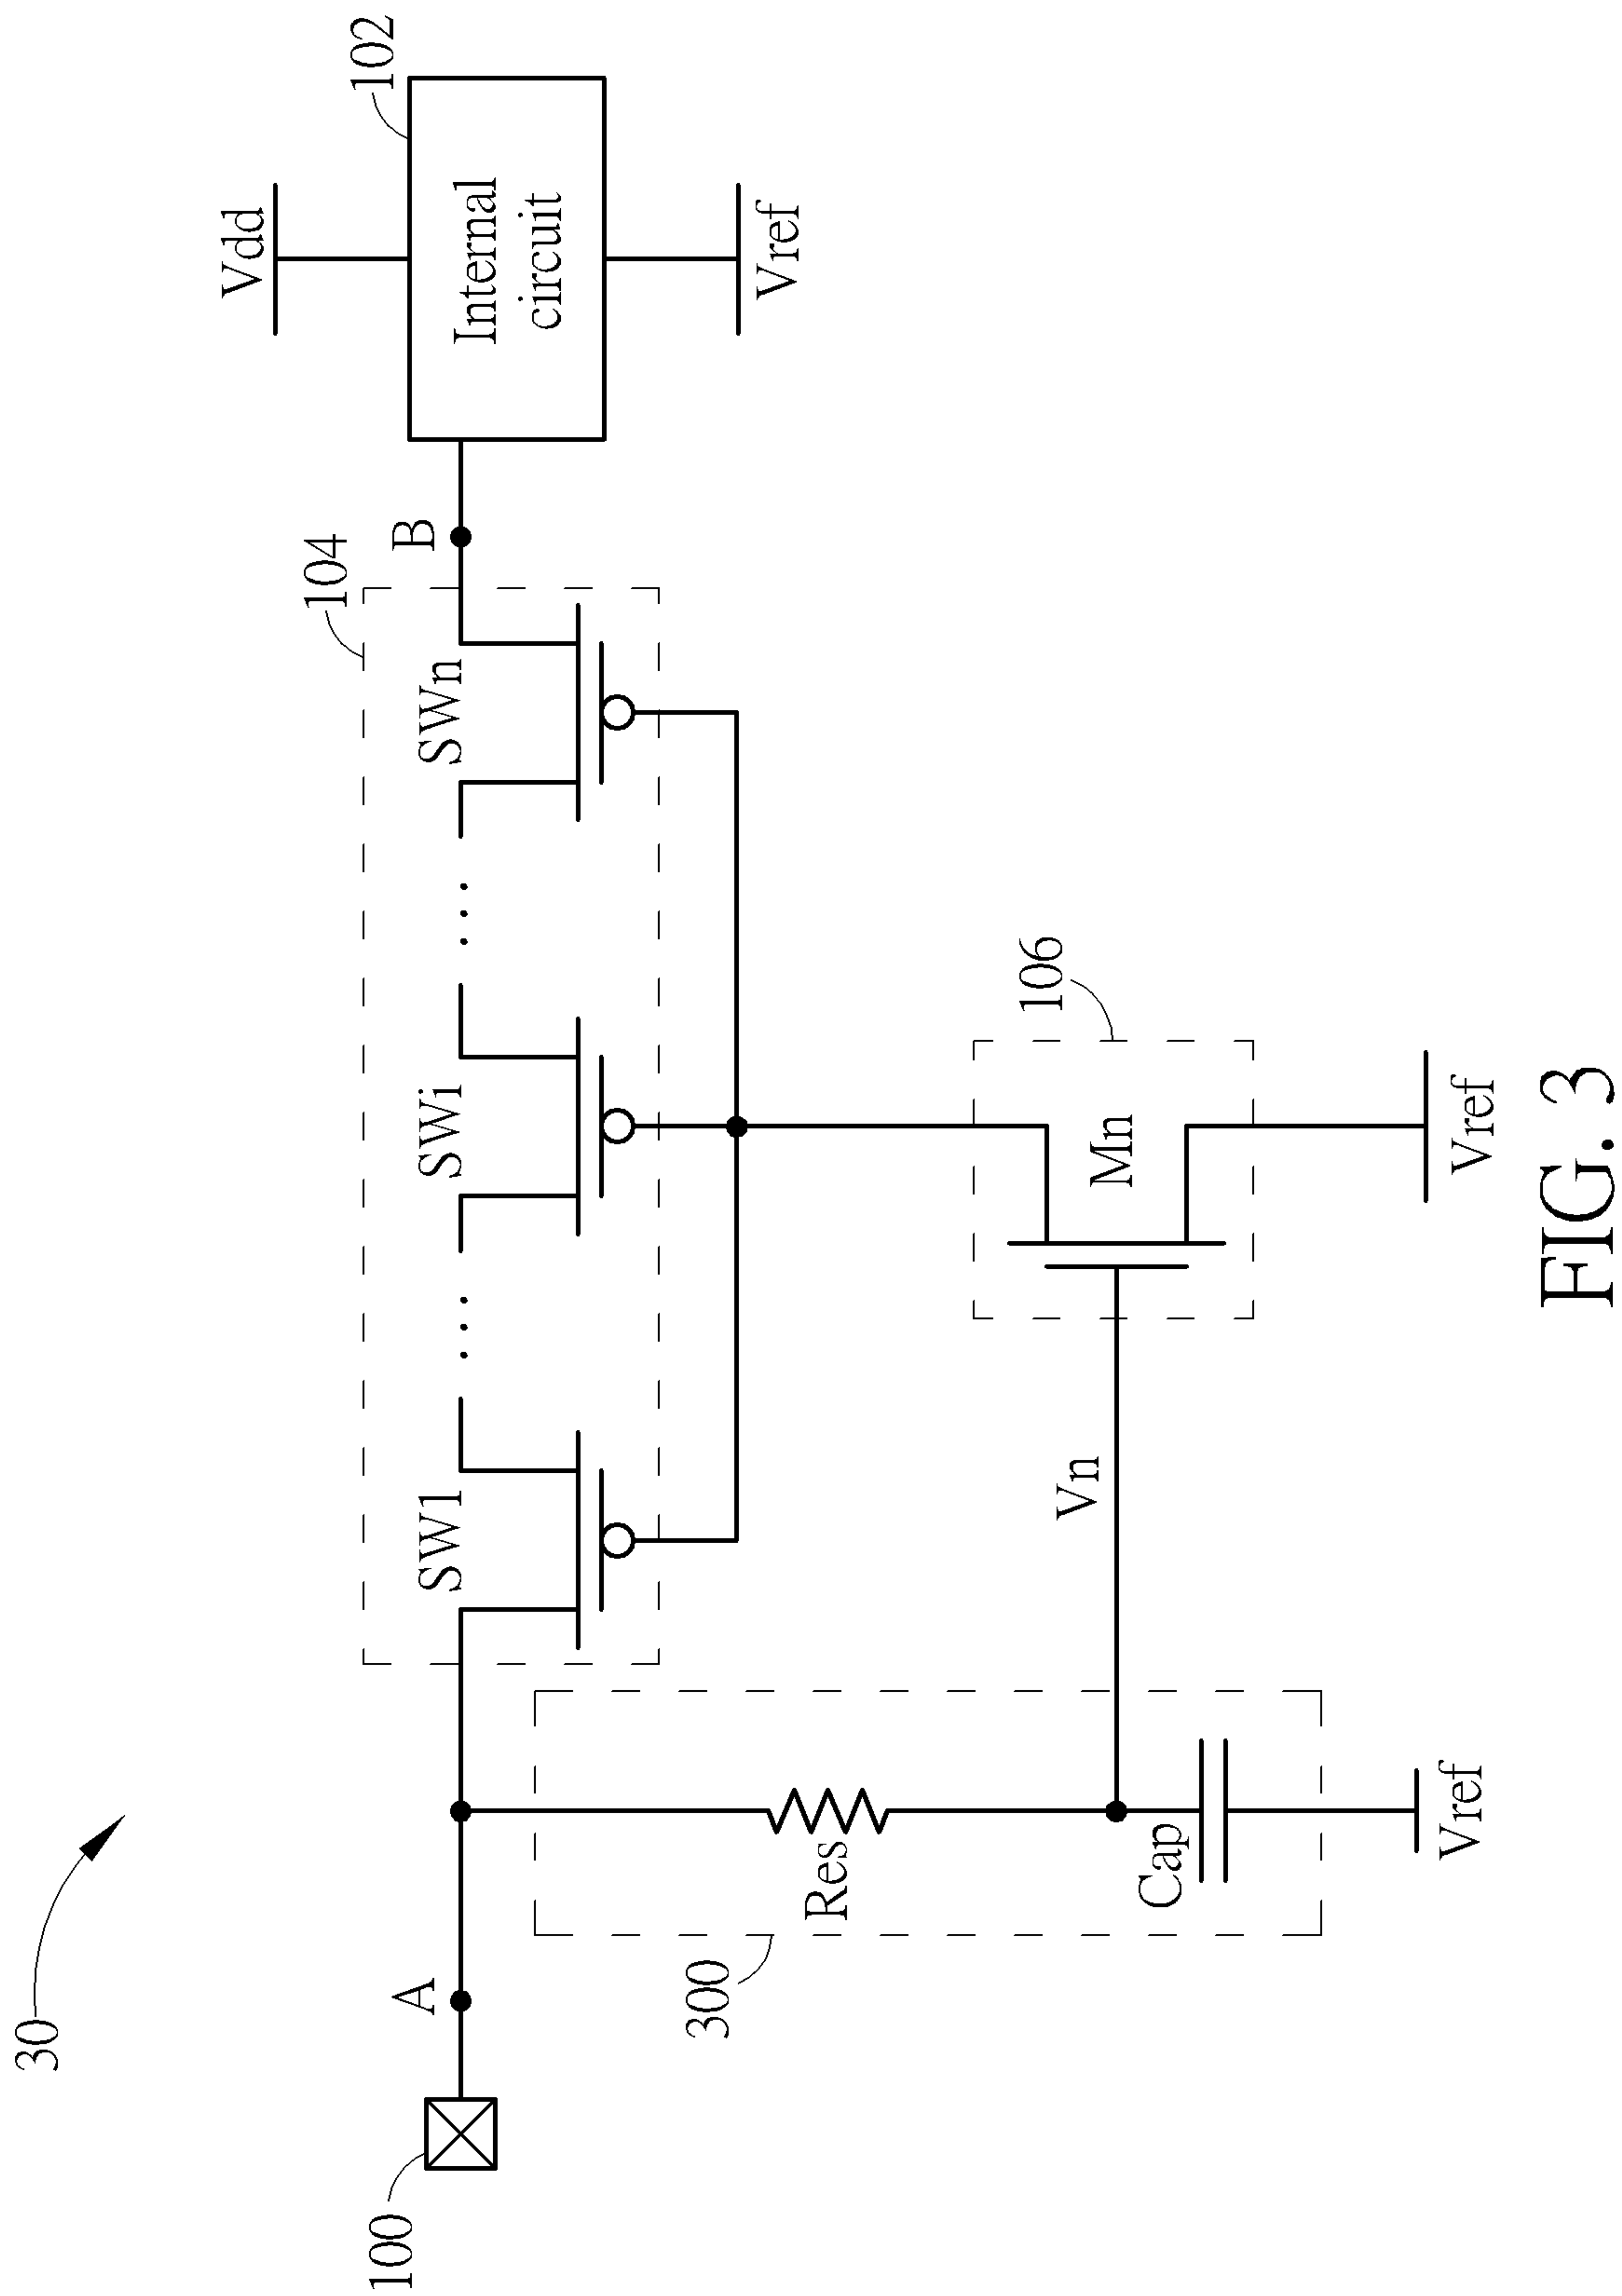 30
100
A
300
Res
Cap
Vref
104
SW1
...
SWi
...
SWn
B
Vdd
102
Internal
circuit
Vref
Vn
106
Mn
Vref
FIG. 3